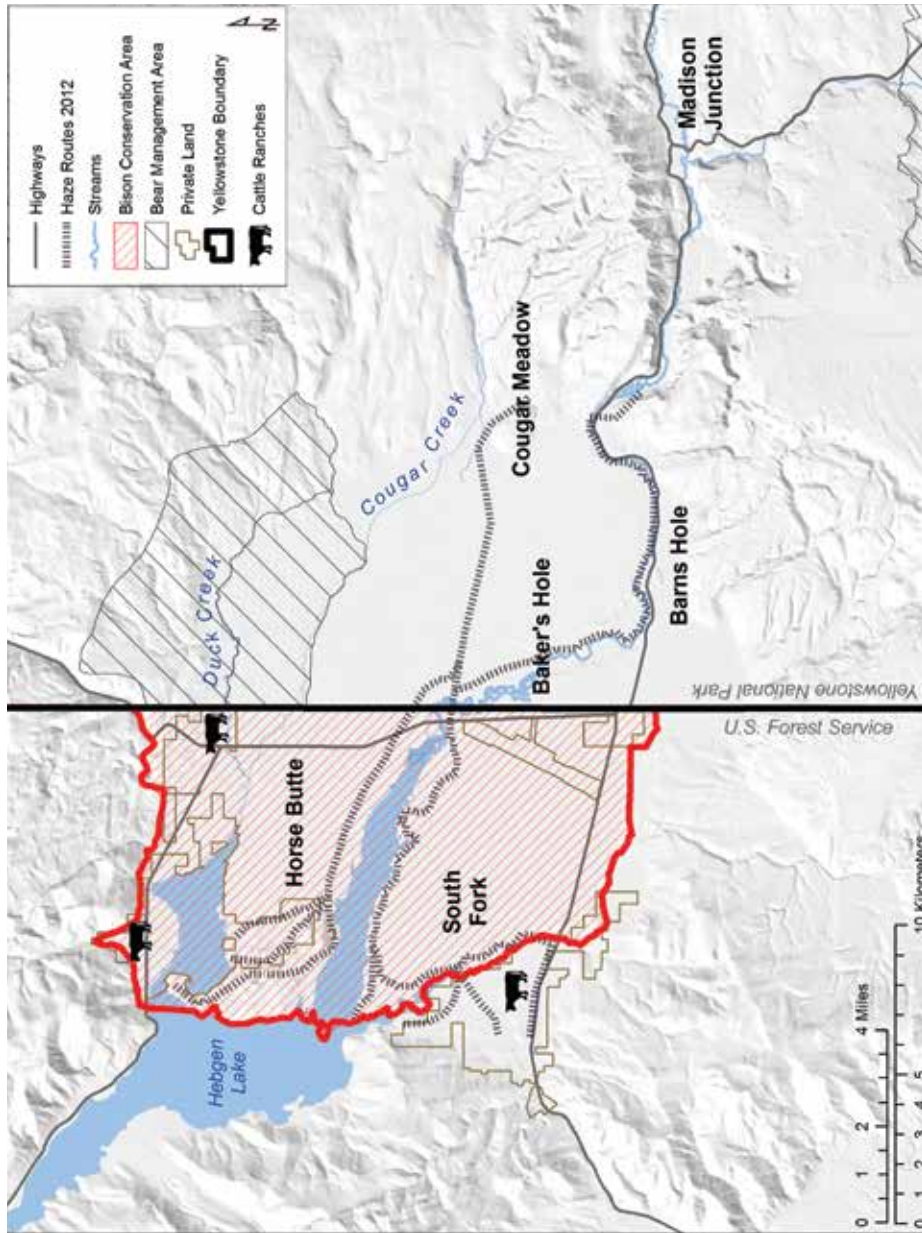 Highways
Haze Routes 2012
Streams
Bison Conservation Area
Bear Management Area
Private Land
Yellowstone Boundary
Cattle Ranches
N
Hebgen
Lake
Horse Butte
South
Fork
Duck Creek
Cougar Creek
Cougar Meadow
Baker's Hole
Barns Hole
Madison
Junction
U.S. Forest Service
Yellowstone National Park
0 1 2 4 Miles
0 1 2 3 4 5 10 Kilometers